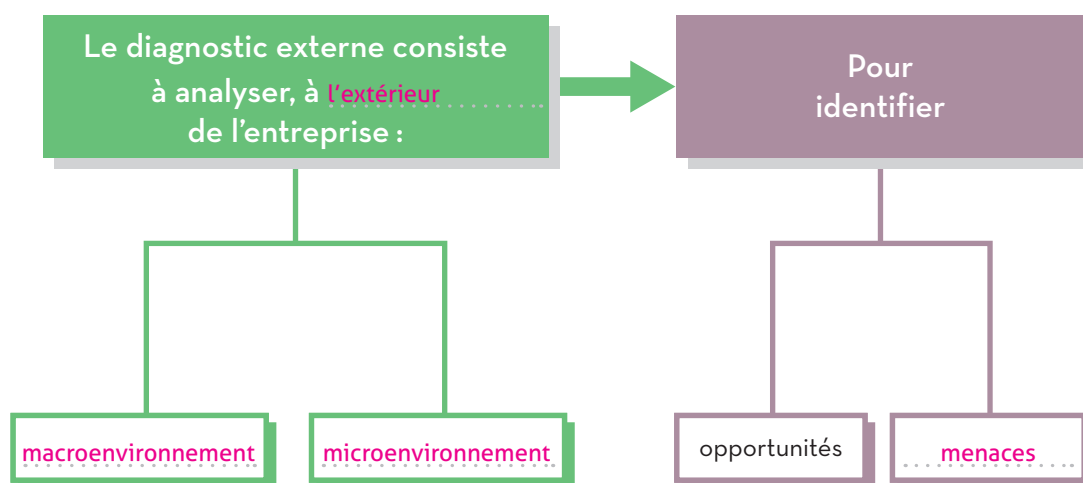 Le diagnostic externe consiste
à analyser, à l'extérieur
de l'entreprise :
Pour
identifier
macroenvironnement
microenvironnement
opportunités
menaces